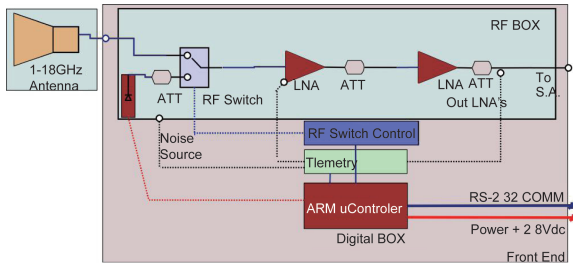 RF BOX
1-18GHz
Antenna
ATT
RF Switch
LNA
ATT
LNA
ATT
Out LNA's
To
S.A.
Noise
Source
RF Switch Control
Tlemetry
ARM uControler
Digital BOX
RS-2 32 COMM
Power + 2 8Vdc
Front End